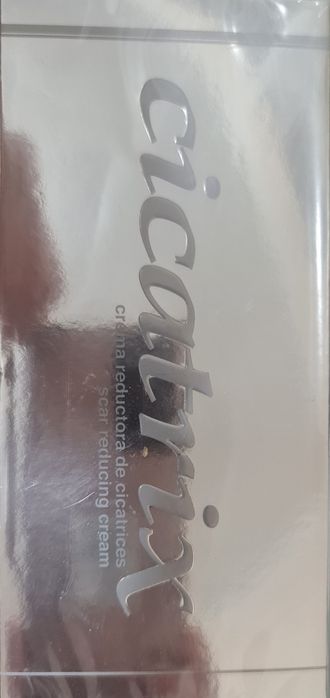 cicatrix
crema reductora de cicatrices
scar reducing cream